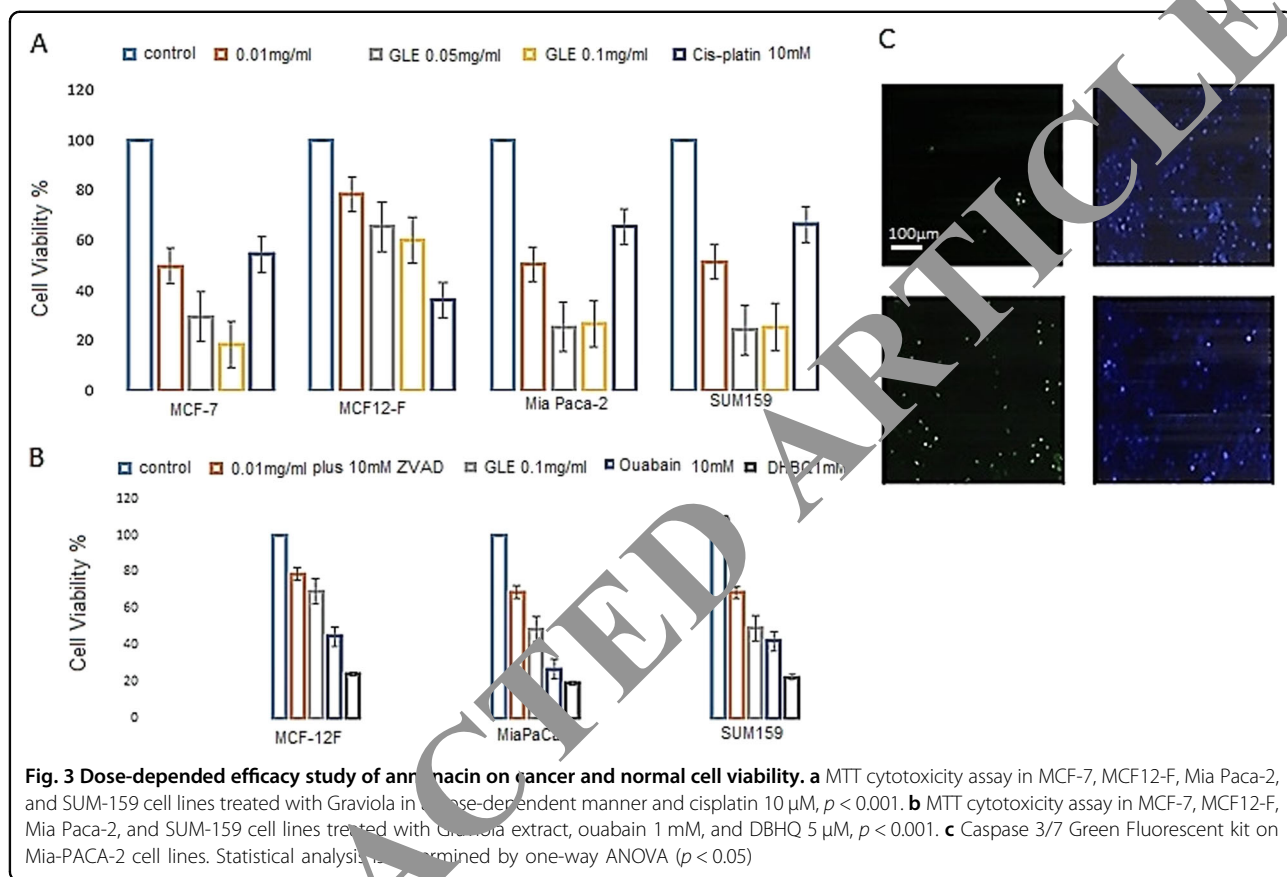 A
control 0.01mg/ml GLE 0.05mg/ml GLE 0.1mg/ml Cis-platin 10mM
120
100
80
60
40
20
0
Cell Viability %
MCF-7 MCF12-F Mia Paca-2 SUM159
B
control 0.01mg/ml plus 10mM ZVAD GLE 0.1mg/ml Ouabain 10mM
120
100
80
60
40
20
0
Cell Viability %
MCF-12F MiaPaCa SUM159
C
100µm
ACTED ARTICLE
Fig. 3 Dose-depended efficacy study of on cancer and normal cell viability. a MTT cytotoxicity assay in MCF-7, MCF12-F, Mia Paca-2,
and SUM-159 cell lines treated with Graviola in dose-dependent manner and cisplatin 10 µM, p < 0.001. b MTT cytotoxicity assay in MCF-7, MCF12-F,
Mia Paca-2, and SUM-159 cell lines treated with extract, ouabain 1 mM, and DBHQ 5 µM, p < 0.001. c Caspase 3/7 Green Fluorescent kit on
Mia-PACA-2 cell lines. Statistical analysis by one-way ANOVA (p < 0.05)